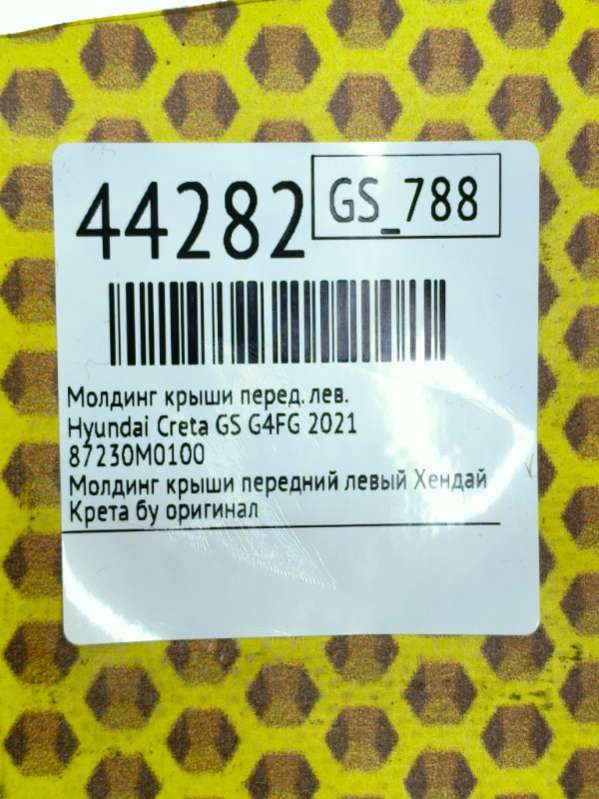 44282
GS_788
Молдинг крыши перед. лев.
Hyundai Creta GS G4FG 2021
87230M0100
Молдинг крыши передний левый Хендай
Крета бу оригинал